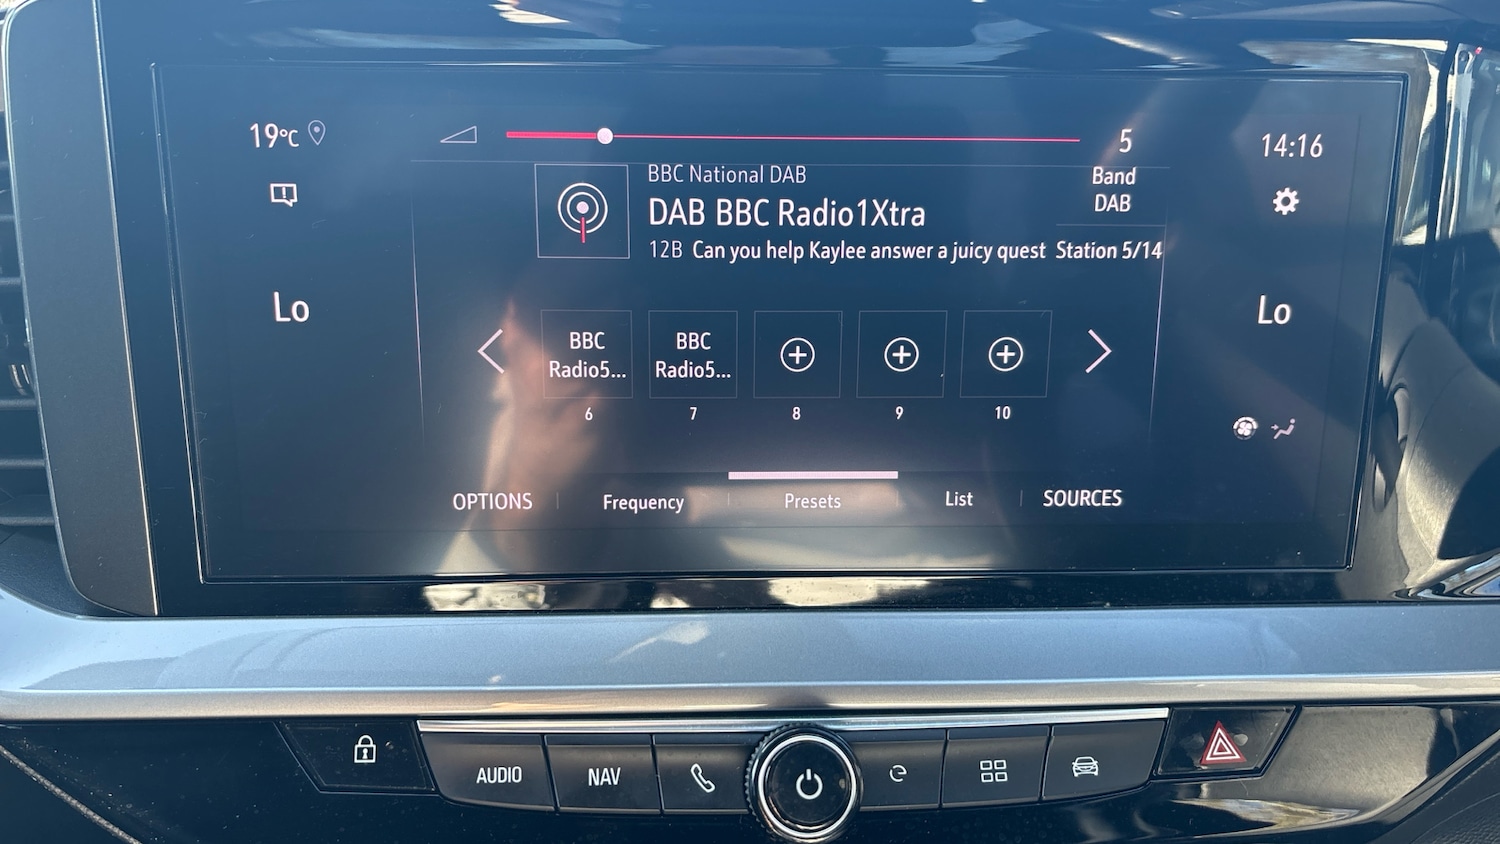 19°C
5
14:16
BBC National DAB
Band
DAB
DAB BBC Radio1Xtra
12B Can you help Kaylee answer a juicy quest Station 5/14
Lo
Lo
BBC
Radio5...
BBC
Radio5...
6
7
8
9
10
OPTIONS
Frequency
Presets
List
SOURCES
AUDIO
NAV